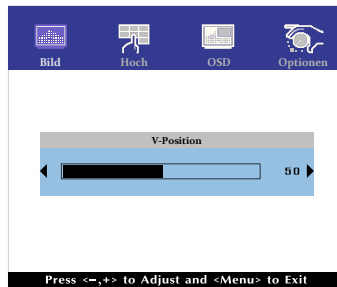 Bild Hoch OSD Optionen
V-Position
50
Press <–,+> to Adjust and <Menu> to Exit